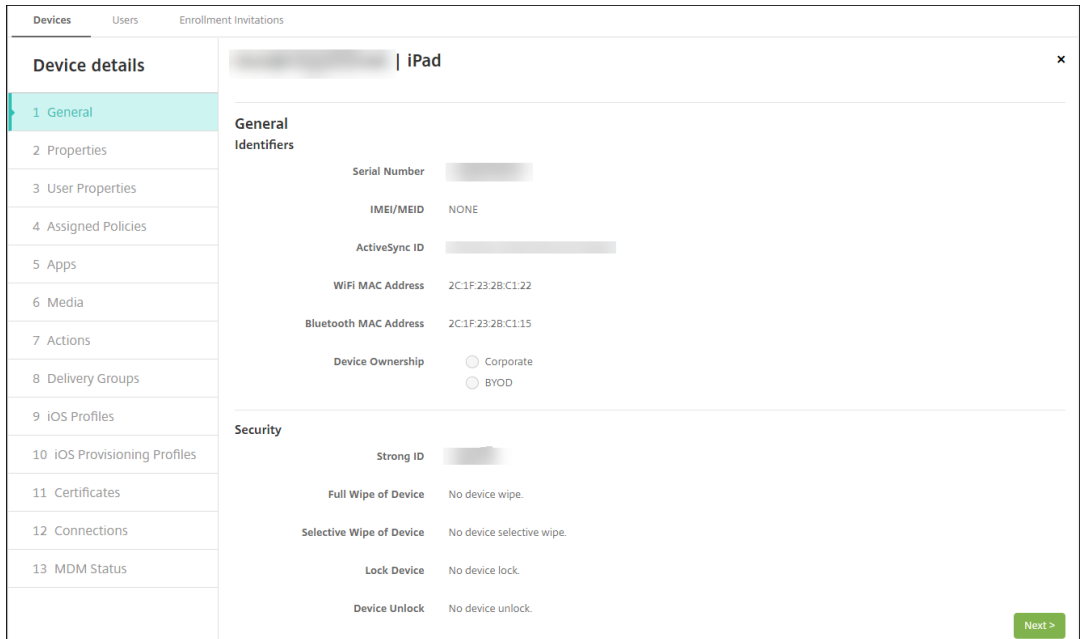 Devices Users Enrollment Invitations
Device details
| iPad
×
1 General
2 Properties
3 User Properties
4 Assigned Policies
5 Apps
6 Media
7 Actions
8 Delivery Groups
9 iOS Profiles
10 iOS Provisioning Profiles
11 Certificates
12 Connections
13 MDM Status
General
Identifiers
Serial Number
IMEI/MEID NONE
ActiveSync ID
WiFi MAC Address 2C:1F:23:2B:C1:22
Bluetooth MAC Address 2C:1F:23:2B:C1:15
Device Ownership Corporate
BYOD
Security
Strong ID
Full Wipe of Device No device wipe.
Selective Wipe of Device No device selective wipe.
Lock Device No device lock.
Device Unlock No device unlock.
Next >